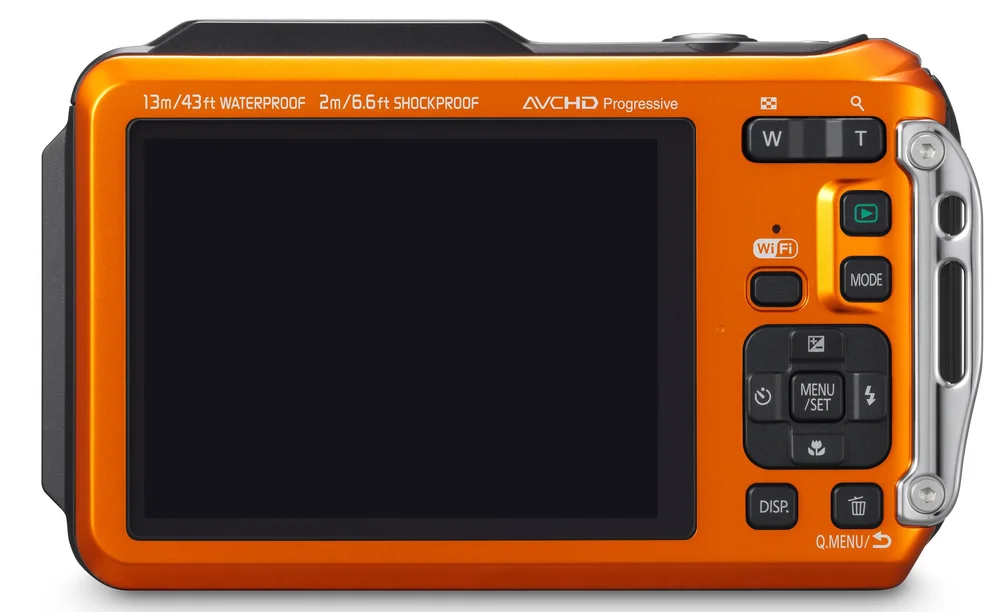 13m/43ft WATERPROOF 2m/6.6ft SHOCKPROOF AVCHD Progressive
W T
WiFi
MODE
MENU
/SET
DISP.
Q.MENU/